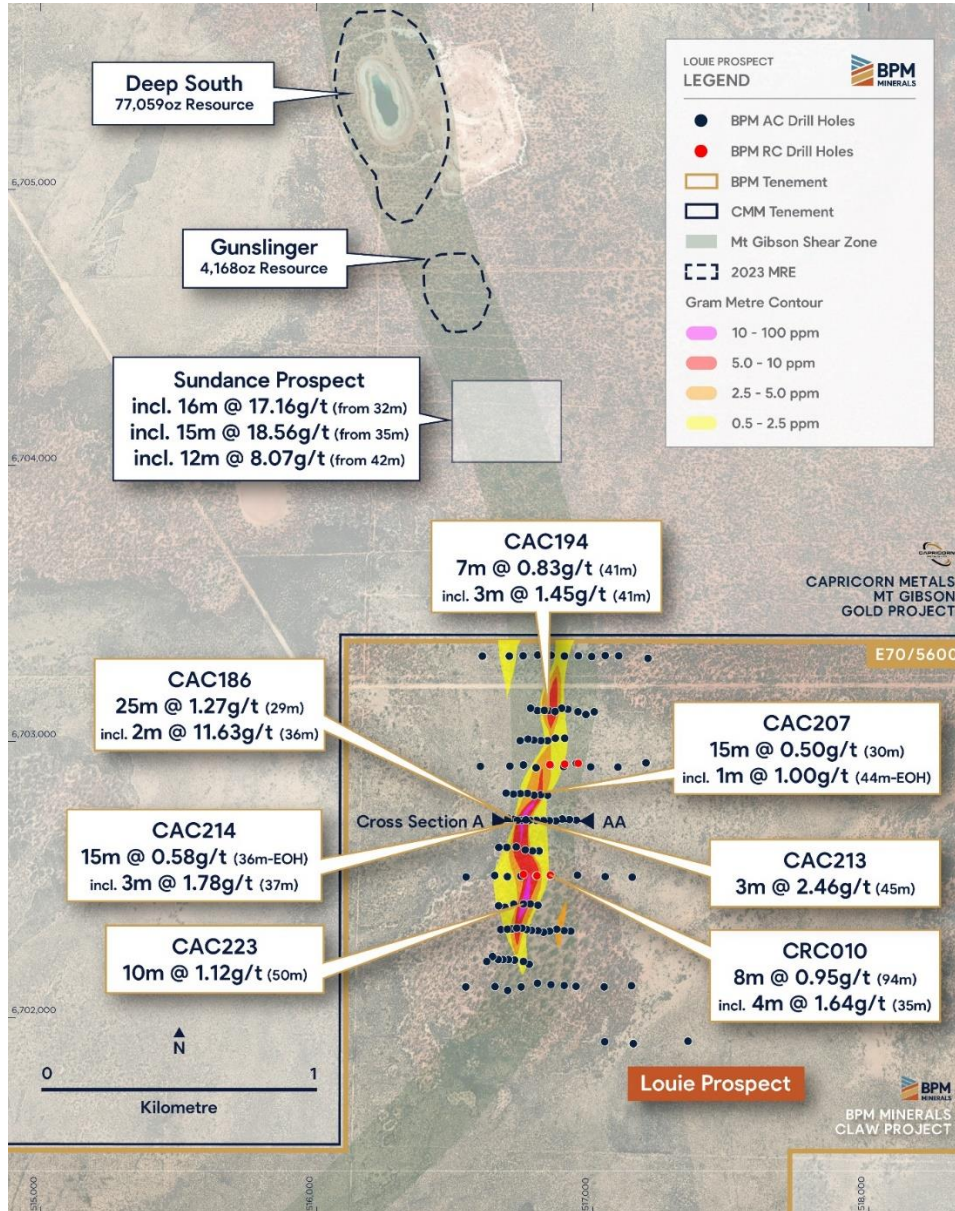 Deep South
77,059oz Resource
LOUIE PROSPECT
LEGEND
BPM
MINERALS
BPM AC Drill Holes
BPM RC Drill Holes
BPM Tenement
CMM Tenement
Mt Gibson Shear Zone
2023 MRE
Gram Metre Contour
10 - 100 ppm
5.0 - 10 ppm
2.5 - 5.0 ppm
0.5 - 2.5 ppm
6,705,000
Gunslinger
4,168oz Resource
Sundance Prospect
incl. 16m @ 17.16g/t (from 32m)
incl. 15m @ 18.56g/t (from 35m)
incl. 12m @ 8.07g/t (from 42m)
6,704,000
CAC194
7m @ 0.83g/t (41m)
incl. 3m @ 1.45g/t (41m)
CAPRICORN
CAPRICORN METALS
MT GIBSON
GOLD PROJECT
E70/5600
CAC186
25m @ 1.27g/t (29m)
incl. 2m @ 11.63g/t (36m)
CAC207
15m @ 0.50g/t (30m)
incl. 1m @ 1.00g/t (44m-EOH)
6,703,000
Cross Section A
AA
CAC214
15m @ 0.58g/t (36m-EOH)
incl. 3m @ 1.78g/t (37m)
CAC213
3m @ 2.46g/t (45m)
CAC223
10m @ 1.12g/t (50m)
CRC010
8m @ 0.95g/t (94m)
incl. 4m @ 1.64g/t (35m)
6,702,000
N
0 1
Kilometre
Louie Prospect
BPM
MINERALS
BPM MINERALS
CLAW PROJECT
515,000
516,000
517,000
518,000